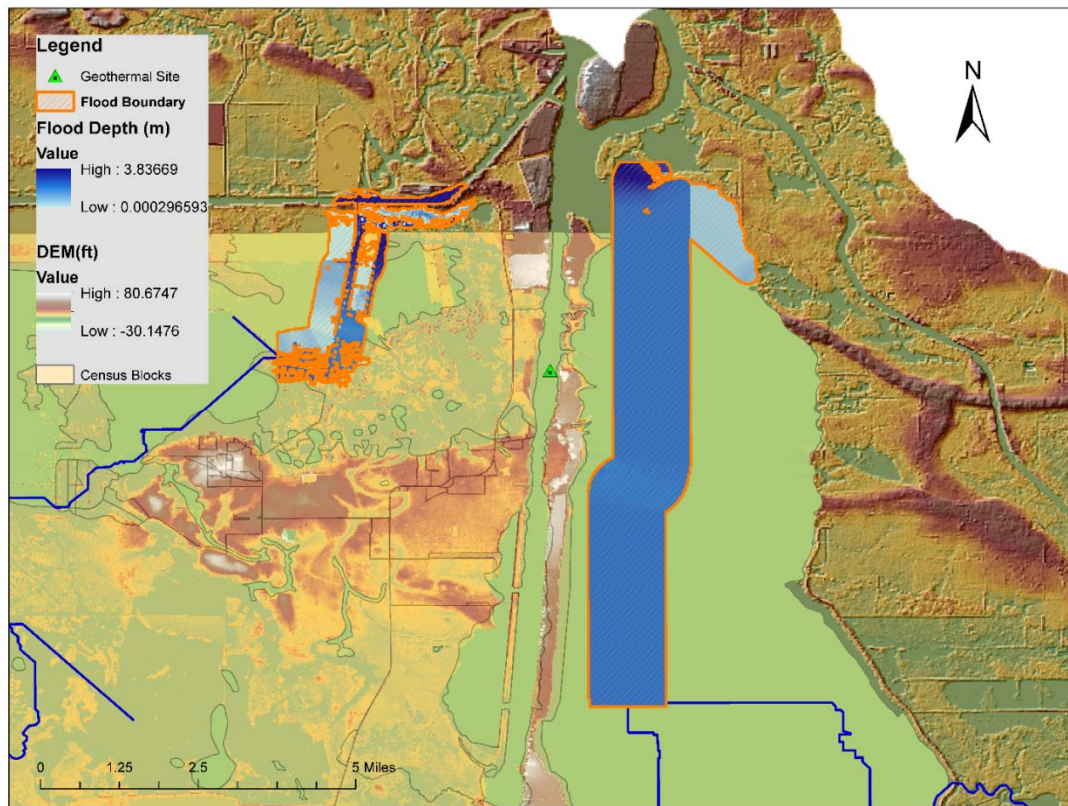 Legend
Geothermal Site
Flood Boundary
Flood Depth (m)
Value
High : 3.83669
Low : 0.000296593
DEM(ft)
Value
High : 80.6747
Low : -30.1476
Census Blocks
N
0 1.25 2.5 5 Miles